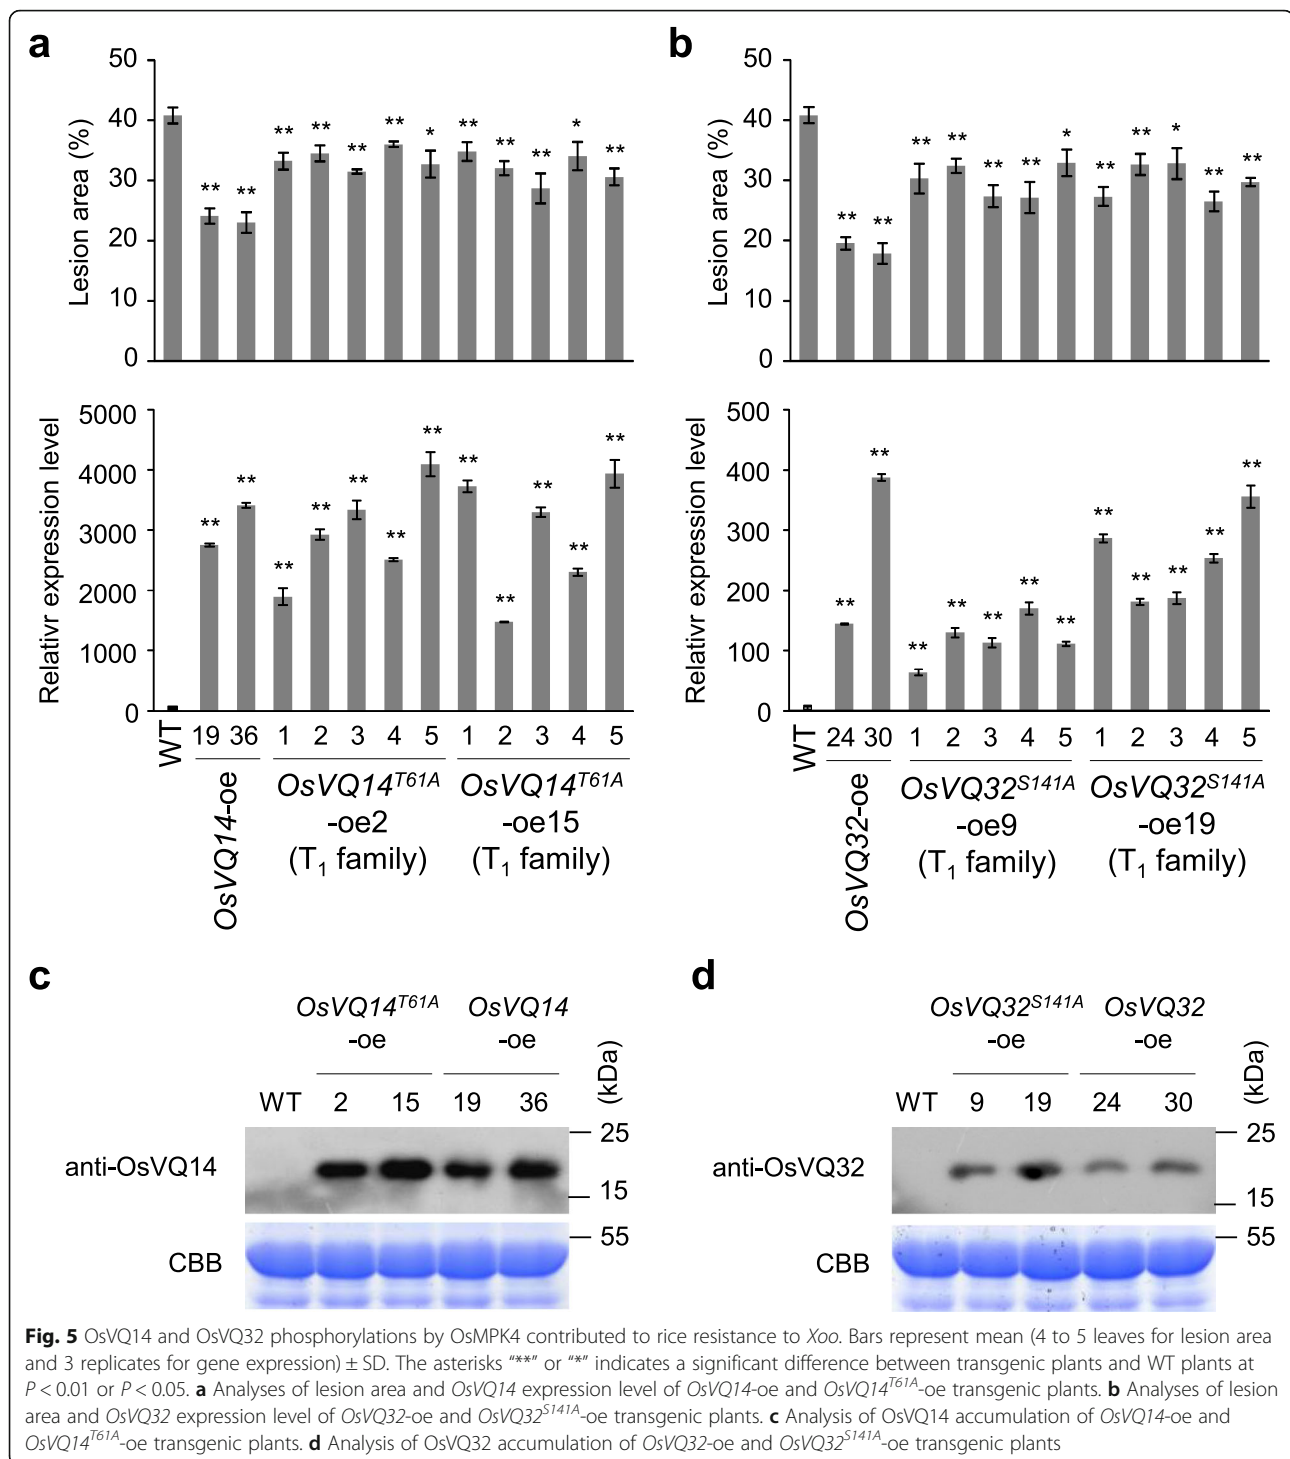 a
50
40
30
20
10
0
Lesion area (%)
** ** ** ** ** ** * ** ** ** * **
5000
4000
3000
2000
1000
0
Relativr expression level
** ** ** ** ** ** ** ** ** ** ** **
WT 19 36 1 2 3 4 5 1 2 3 4 5
OsVQ14-oe
OsVQ14T61A OsVQ14T61A
-oe2 -oe15
(T1 family) (T1 family)
b
50
40
30
20
10
0
Lesion area (%)
** ** ** ** ** ** * ** ** * ** **
500
400
300
200
100
0
Relativr expression level
** ** ** ** ** ** ** ** ** ** ** **
WT 24 30 1 2 3 4 5 1 2 3 4 5
OsVQ32-oe
OsVQ32S141A OsVQ32S141A
-oe9 -oe19
(T1 family) (T1 family)
c
OsVQ14T61A OsVQ14
-oe -oe
(kDa)
WT 2 15 19 36
25
anti-OsVQ14
15
55
CBB
d
OsVQ32S141A OsVQ32
-oe -oe
(kDa)
WT 9 19 24 30
25
anti-OsVQ32
15
55
CBB
Fig. 5 OsVQ14 and OsVQ32 phosphorylations by OsMPK4 contributed to rice resistance to Xoo. Bars represent mean (4 to 5 leaves for lesion area
and 3 replicates for gene expression) ± SD. The asterisks "**" or "*" indicates a significant difference between transgenic plants and WT plants at
P < 0.01 or P < 0.05. a Analyses of lesion area and OsVQ14 expression level of OsVQ14-oe and OsVQ14T61A-oe transgenic plants. b Analyses of lesion
area and OsVQ32 expression level of OsVQ32-oe and OsVQ32S141A-oe transgenic plants. c Analysis of OsVQ14 accumulation of OsVQ14-oe and
OsVQ14T61A-oe transgenic plants. d Analysis of OsVQ32 accumulation of OsVQ32-oe and OsVQ32S141A-oe transgenic plants